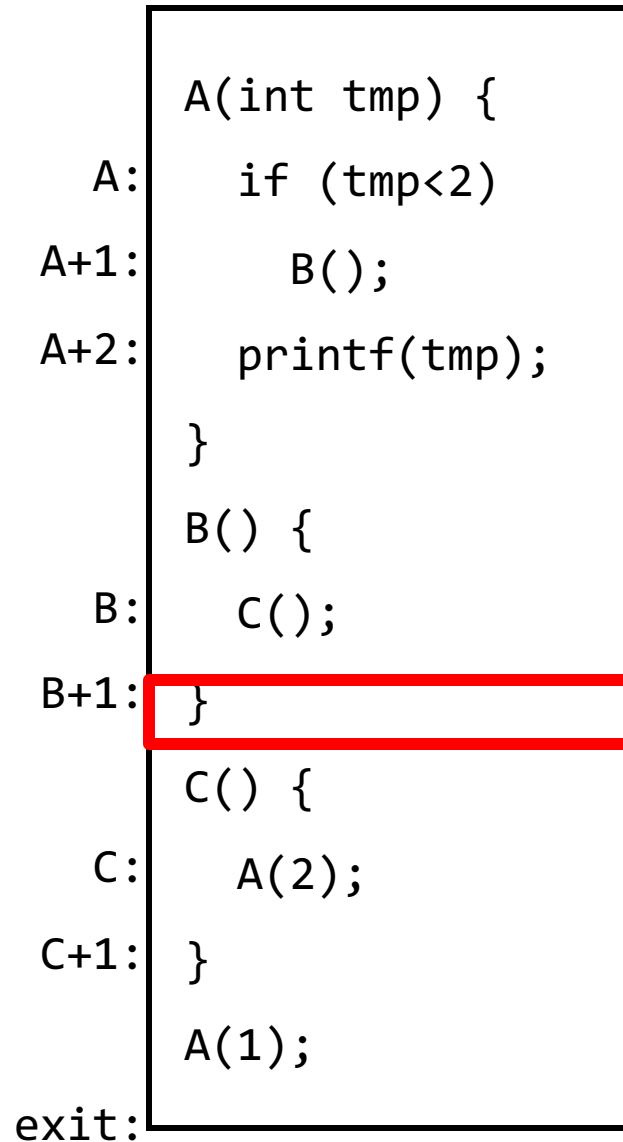 A(int tmp) {
A: if (tmp<2)
A+1: B();
A+2: printf(tmp);
}
B() {
B: C();
B+1: }
C() {
C: A(2);
C+1: }
A(1);
exit: